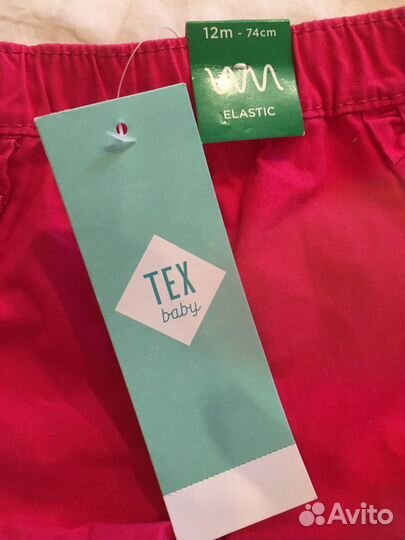 12m - 74cm
ELASTIC
TEX
baby
Avito